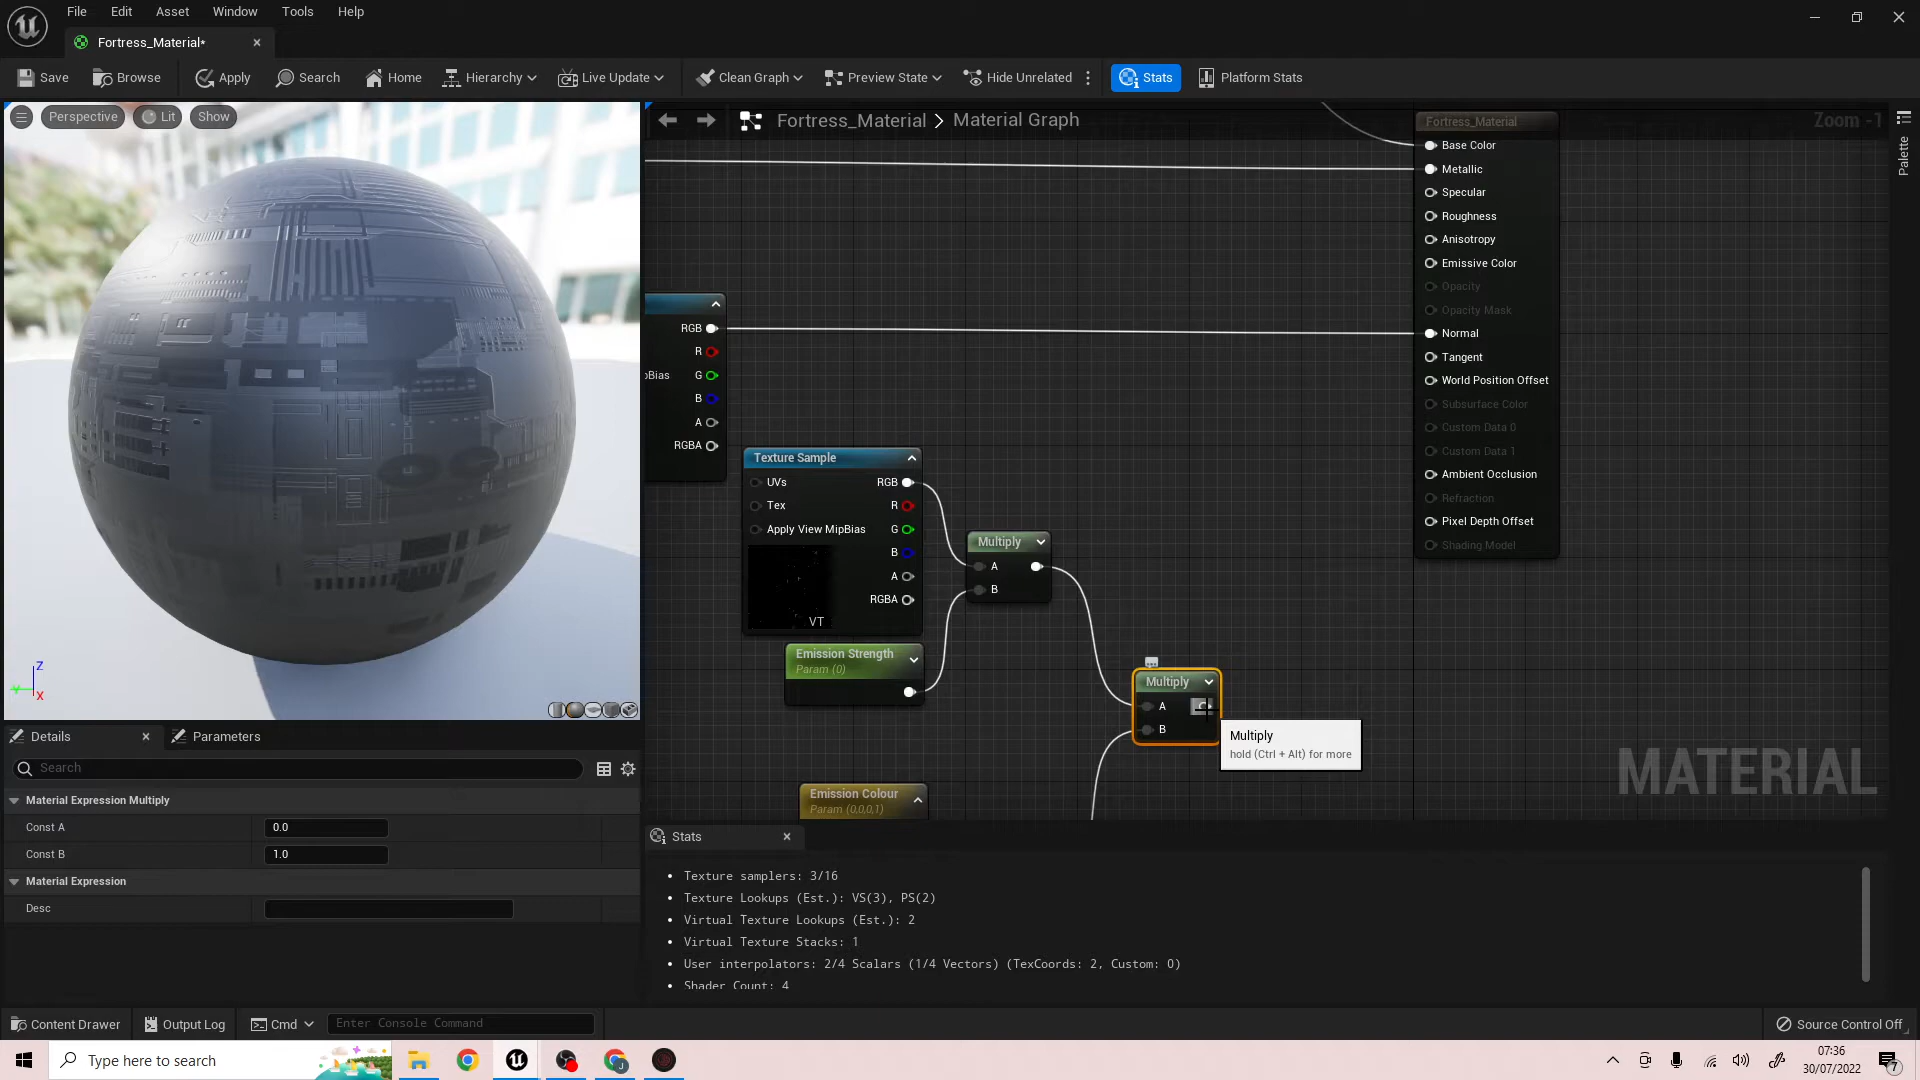 File Edit Asset Window Tools Help
Fortress_Material*
Save Browse Apply Search Home Hierarchy Live Update Clean Graph Preview State Hide Unrelated Stats Platform Stats
Perspective Lit Show
Fortress_Material > Material Graph
Zoom -1
Palette
Fortress_Material
Base Color
Metallic
Specular
Roughness
Anisotropy
Emissive Color
Opacity
Opacity Mask
Normal
Tangent
World Position Offset
Subsurface Color
Custom Data 0
Custom Data 1
Ambient Occlusion
Refraction
Pixel Depth Offset
Shading Model
RGB
R
G
B
A
RGBA
Texture Sample
UVs RGB
Tex R
Apply View MipBias G
B
A
RGBA
VT
Multiply
A
B
Emission Strength
Param (0)
Multiply
A
B
Multiply
hold (Ctrl + Alt) for more
Emission Colour
Param (0,0,0,1)
MATERIAL
Z
Y
X
Details Parameters
Search
Material Expression Multiply
Const A 0.0
Const B 1.0
Material Expression
Desc
Stats
• Texture samplers: 3/16
• Texture Lookups (Est.): VS(3), PS(2)
• Virtual Texture Lookups (Est.): 2
• Virtual Texture Stacks: 1
• User interpolators: 2/4 Scalars (1/4 Vectors) (TexCoords: 2, Custom: 0)
• Shader Count: 4
Content Drawer Output Log Cmd Enter Console Command Source Control Off
Type here to search
07:36
30/07/2022
7